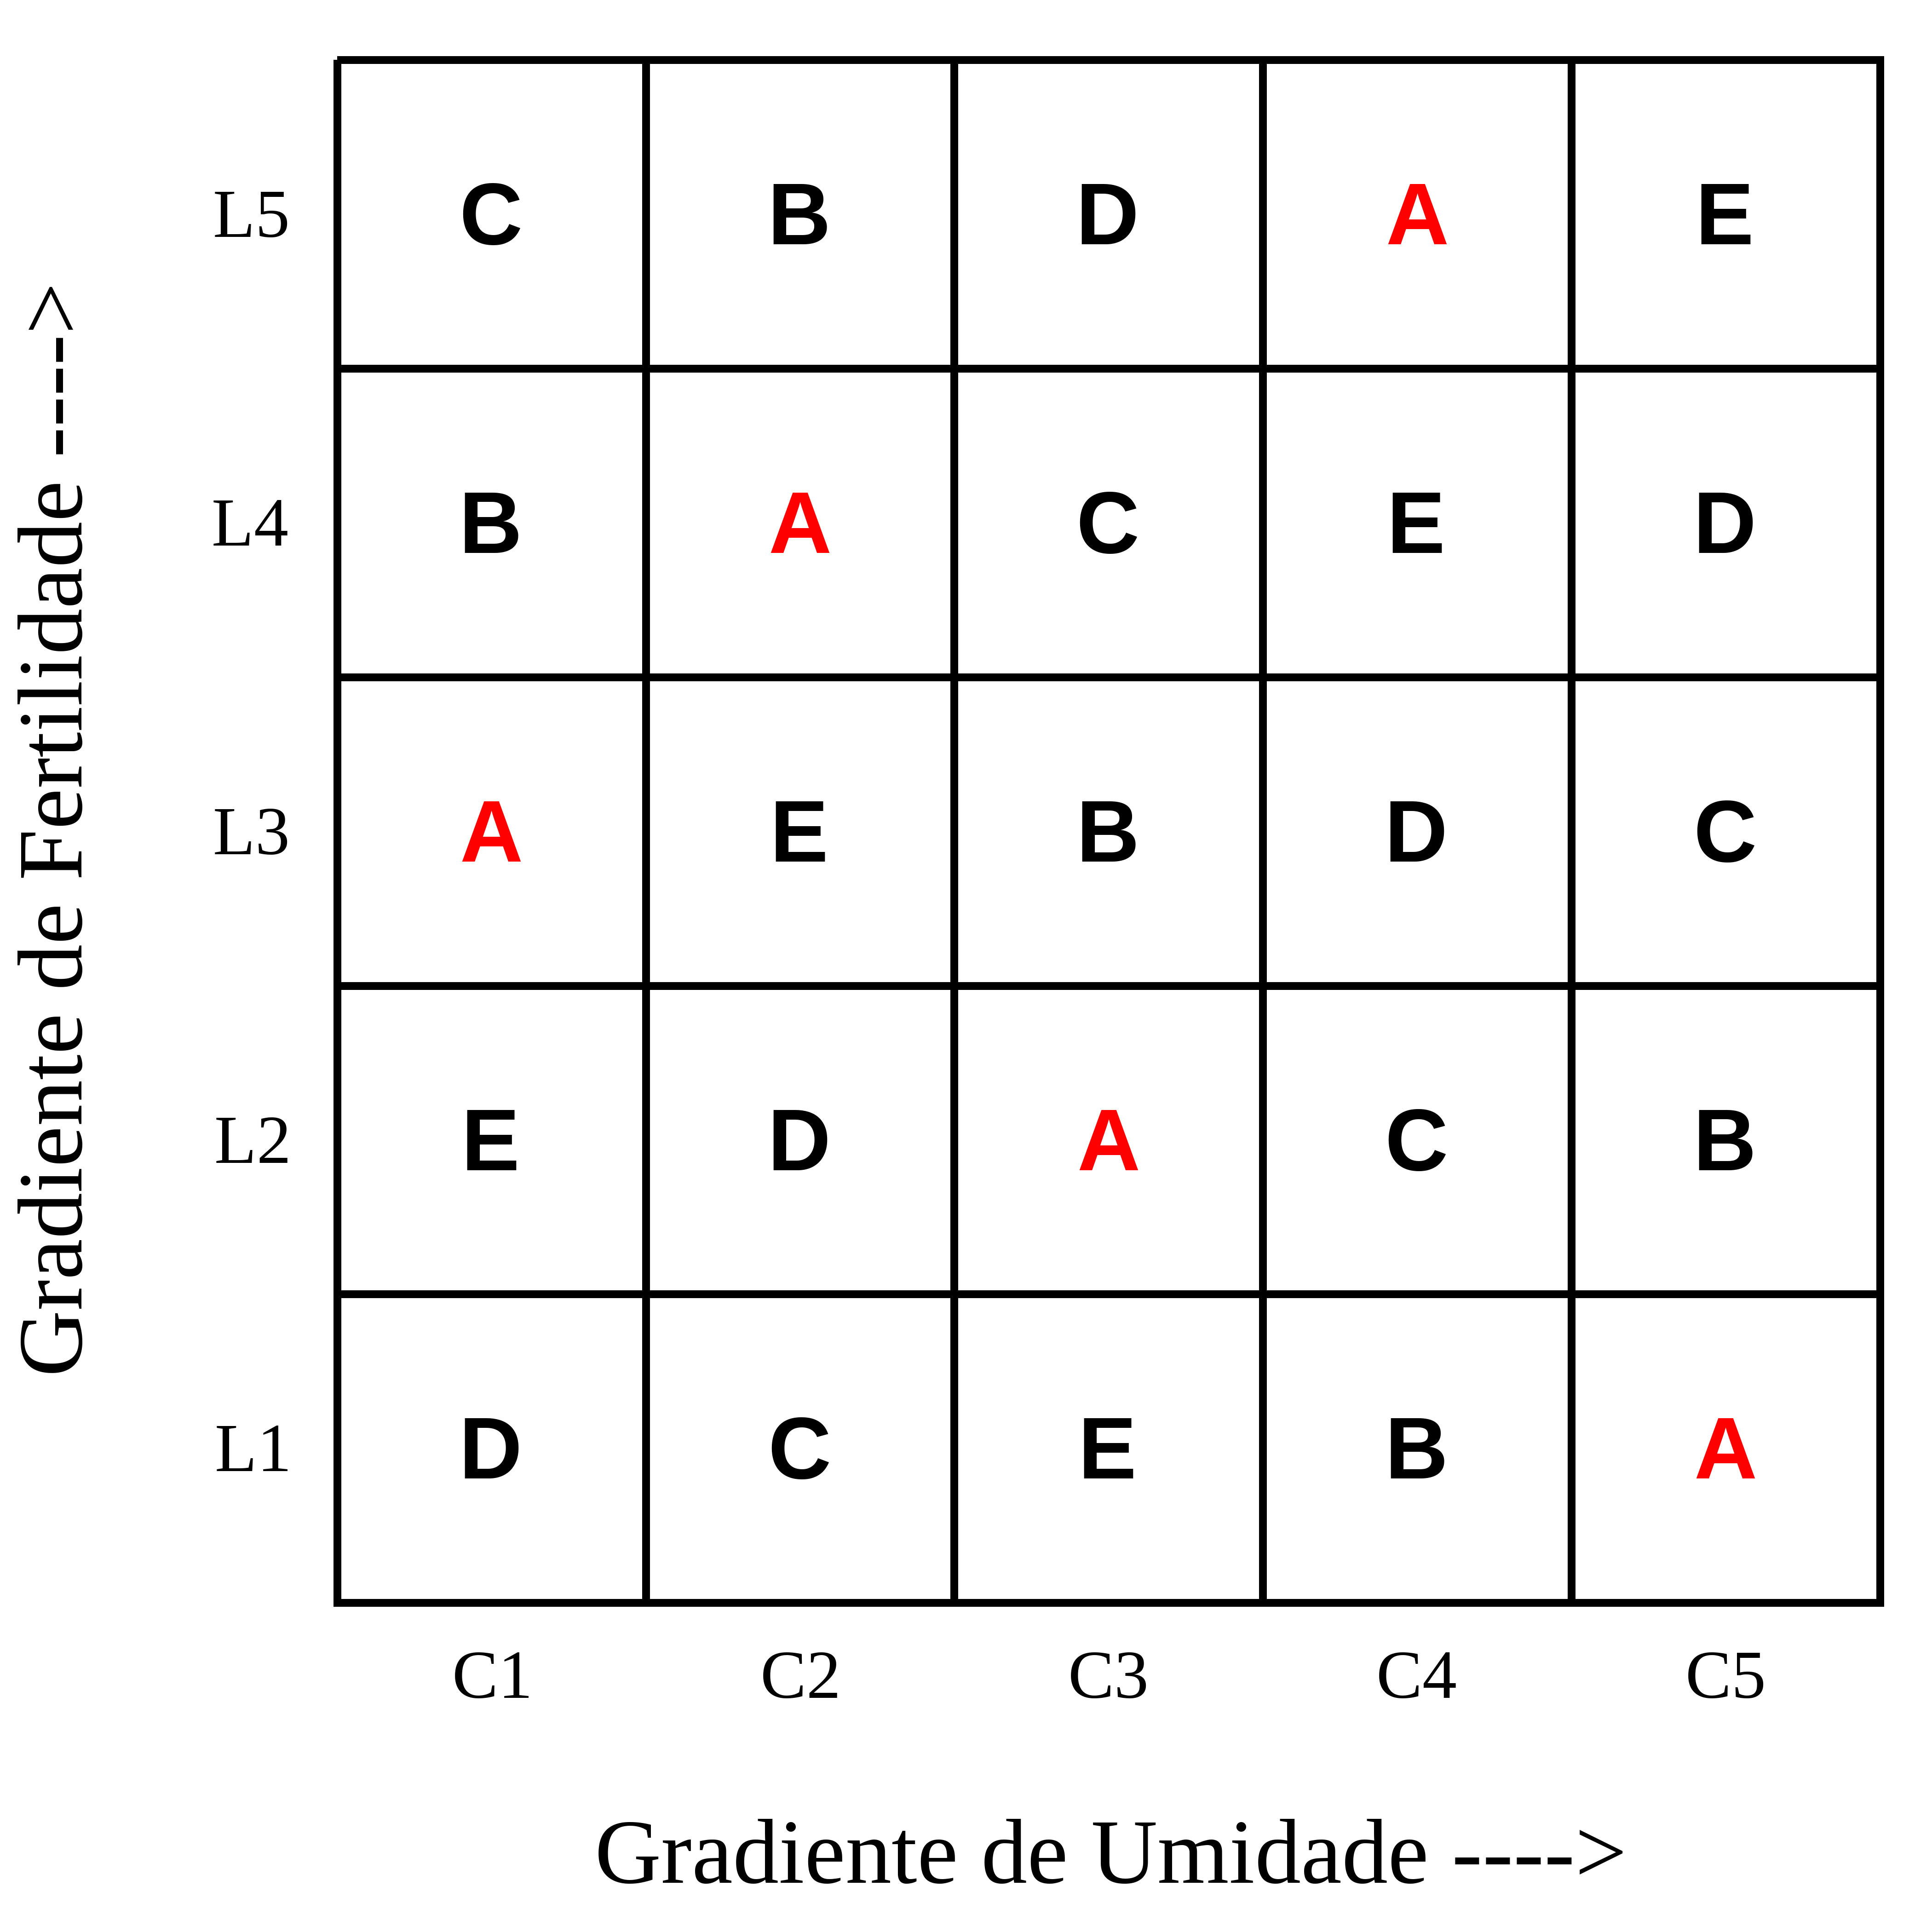 Gradiente de Fertilidade ---->
L5 C B D A E
L4 B A C E D
L3 A E B D C
L2 E D A C B
L1 D C E B A
C1 C2 C3 C4 C5
Gradiente de Umidade ---->